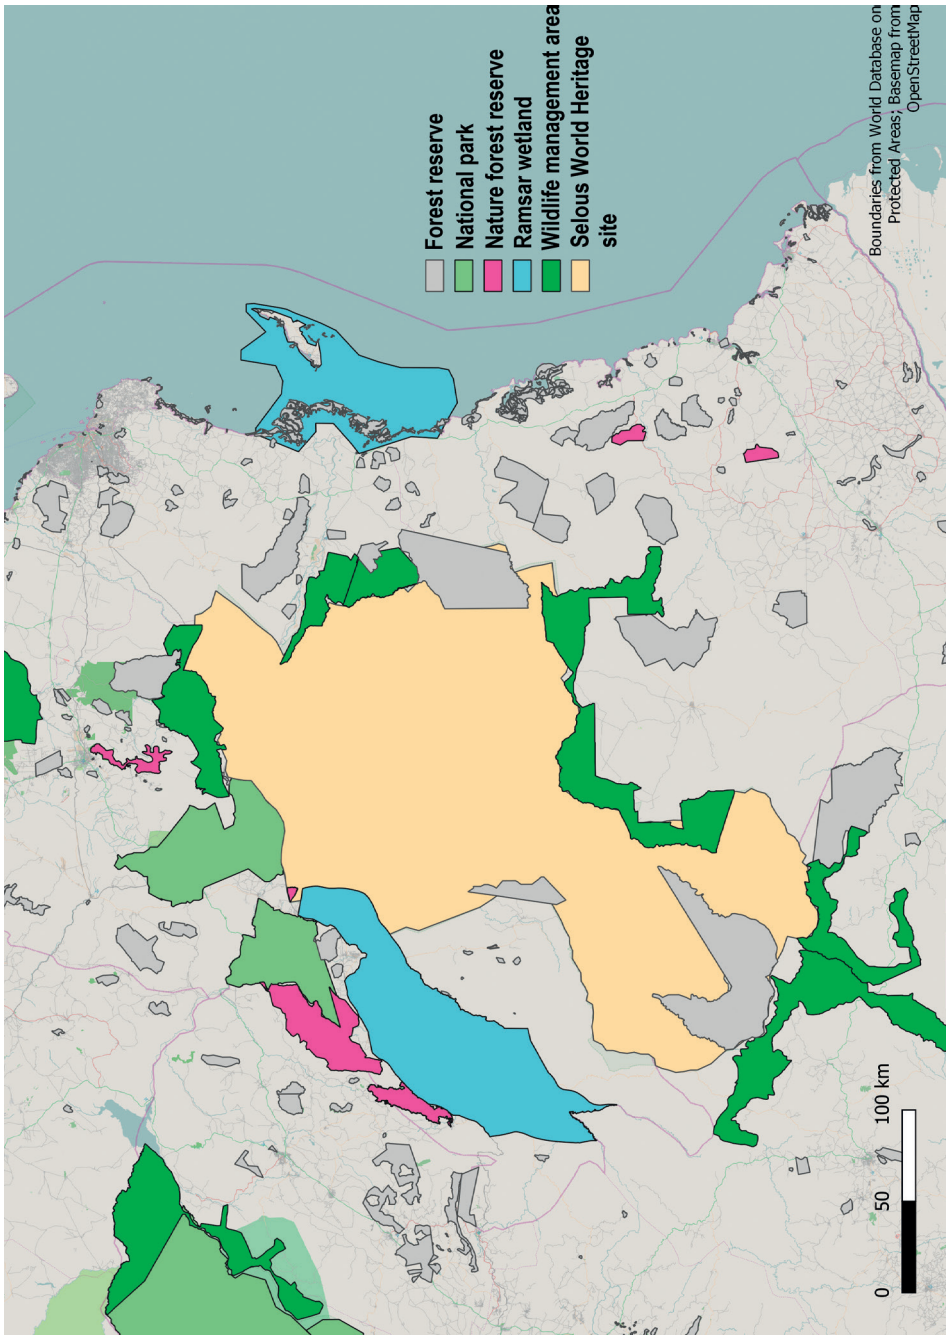 Forest reserve
National park
Nature forest reserve
Ramsar wetland
Wildlife management area
Selous World Heritage
site
Boundaries from World Database on
Protected Areas; Basemap from
OpenStreetMap
0 50 100 km